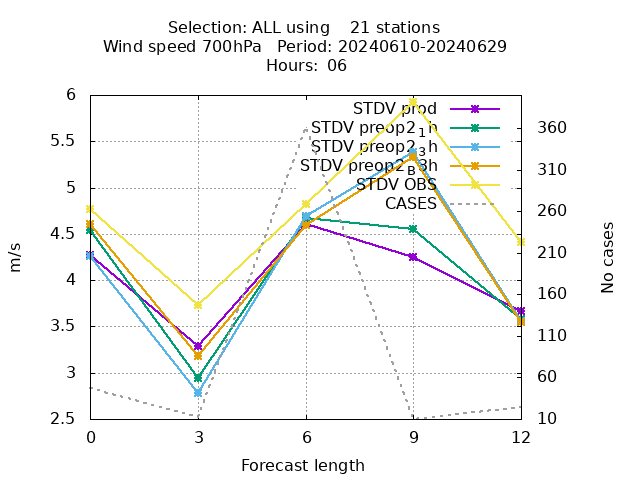 Selection: ALL using    21 stations
Wind speed 700hPa   Period: 20240610-20240629
Hours:  06
STDV prod
STDV preop2₁h
STDV preop2₃h
STDV preop2_B3h
STDV OBS
CASES
6
5.5
5
4.5
4
3.5
3
2.5
m/s
360
310
260
210
160
110
60
10
No cases
0 3 6 9 12
Forecast length